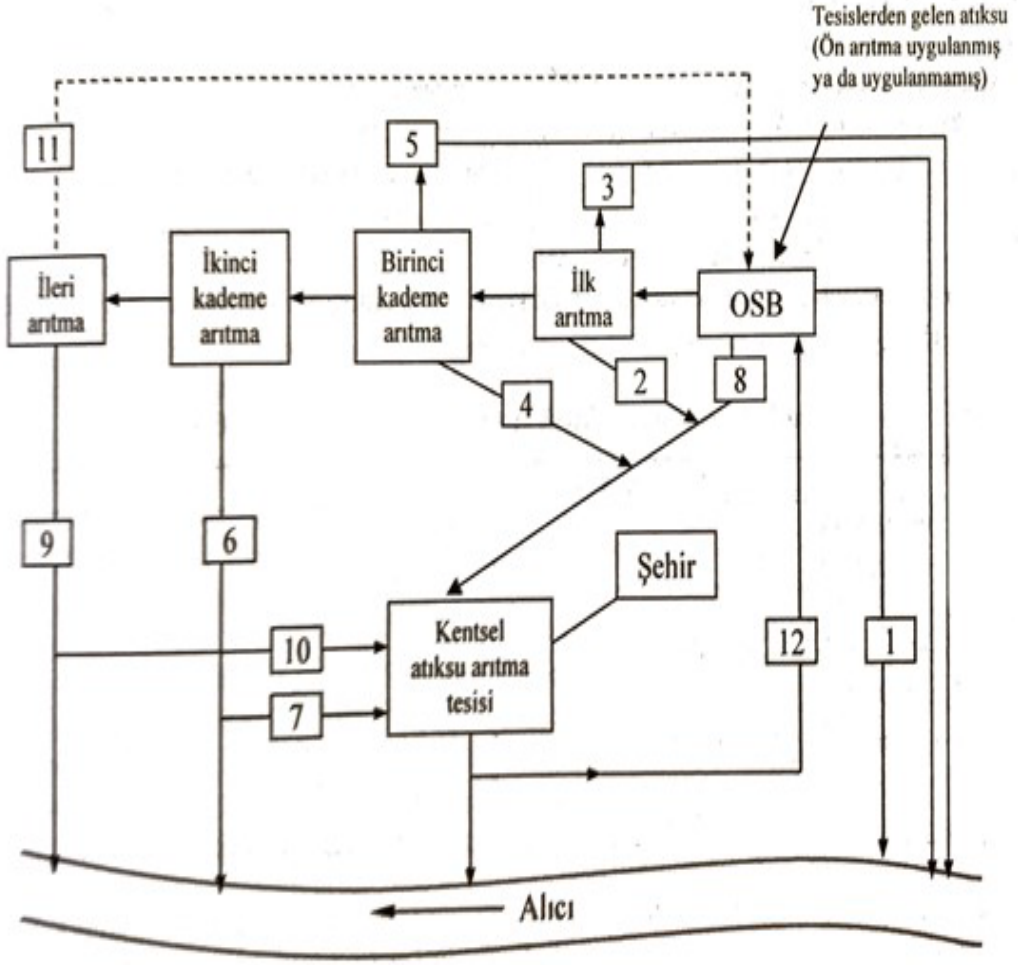 Tesislerden gelen atıksu
(Ön arıtma uygulanmış
ya da uygulanmamış)
11
5
3
İleri
arıtma
İkinci
kademe
arıtma
Birinci
kademe
arıtma
İlk
arıtma
OSB
4
2
8
9
6
Şehir
10
7
Kentsel
atıksu arıtma
tesisi
12
1
Alıcı